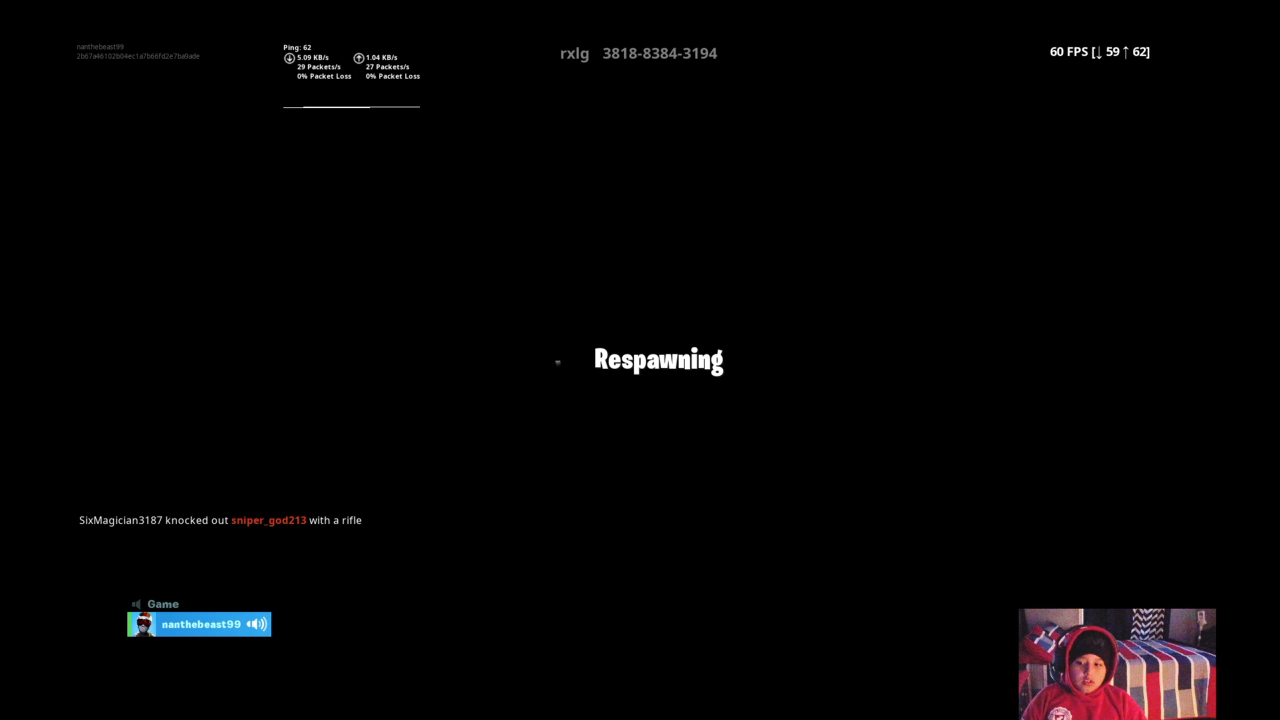 nanthebeast99
2b67a46102b04ec1a7b66fd2e7ba9ade
Ping: 62
5.09 KB/s
29 Packets/s
0% Packet Loss
1.04 KB/s
27 Packets/s
0% Packet Loss
rxlg 3818-8384-3194
60 FPS [↓ 59 ↑ 62]
Respawning
SixMagician3187 knocked out sniper_god213 with a rifle
Game
nanthebeast99